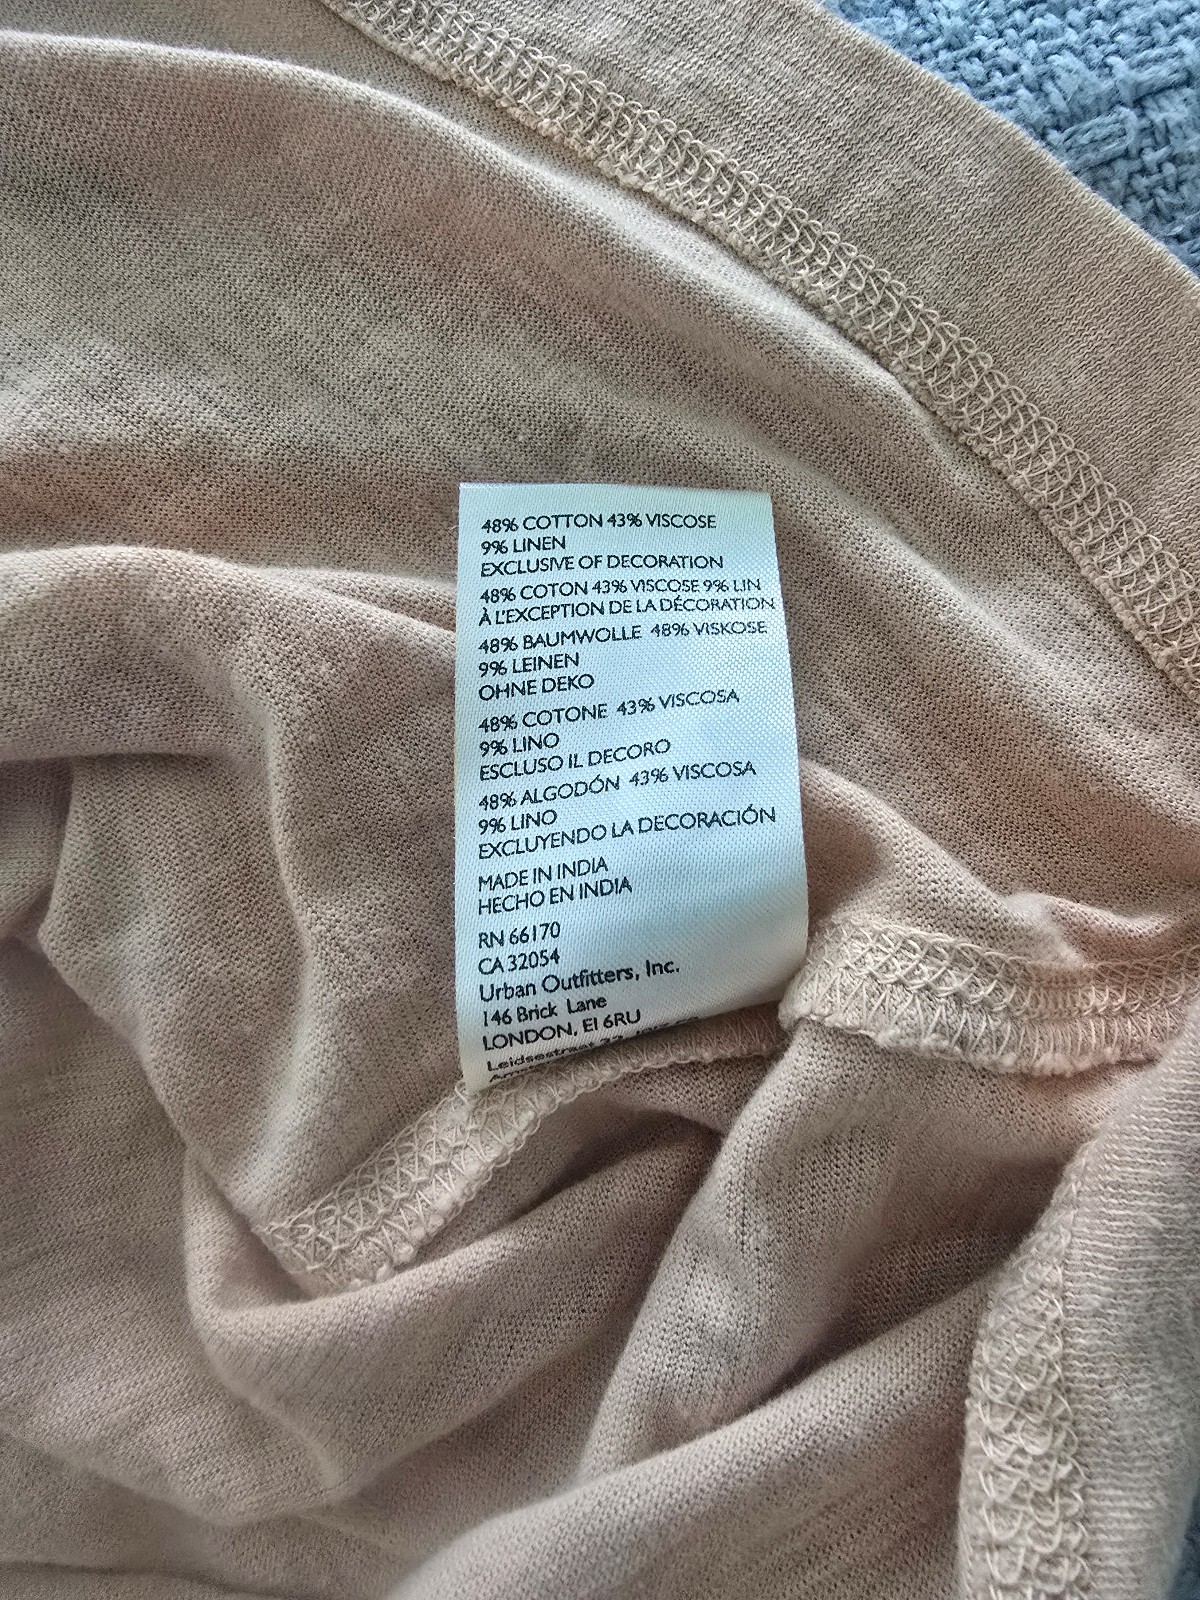 48% COTTON 43% VISCOSE
9% LINEN
EXCLUSIVE OF DECORATION
48% COTON 43% VISCOSE 9% LIN
À L'EXCEPTION DE LA DÉCORATION
48% BAUMWOLLE 48% VISKOSE
9% LEINEN
OHNE DEKO
48% COTONE 43% VISCOSA
9% LINO
ESCLUSO IL DECORO
48% ALGODÓN 43% VISCOSA
9% LINO
EXCLUYENDO LA DECORACIÓN
MADE IN INDIA
HECHO EN INDIA
RN 66170
CA 32054
Urban Outfitters, Inc.
146 Brick Lane
LONDON, E1 6RU
Leidsestraat